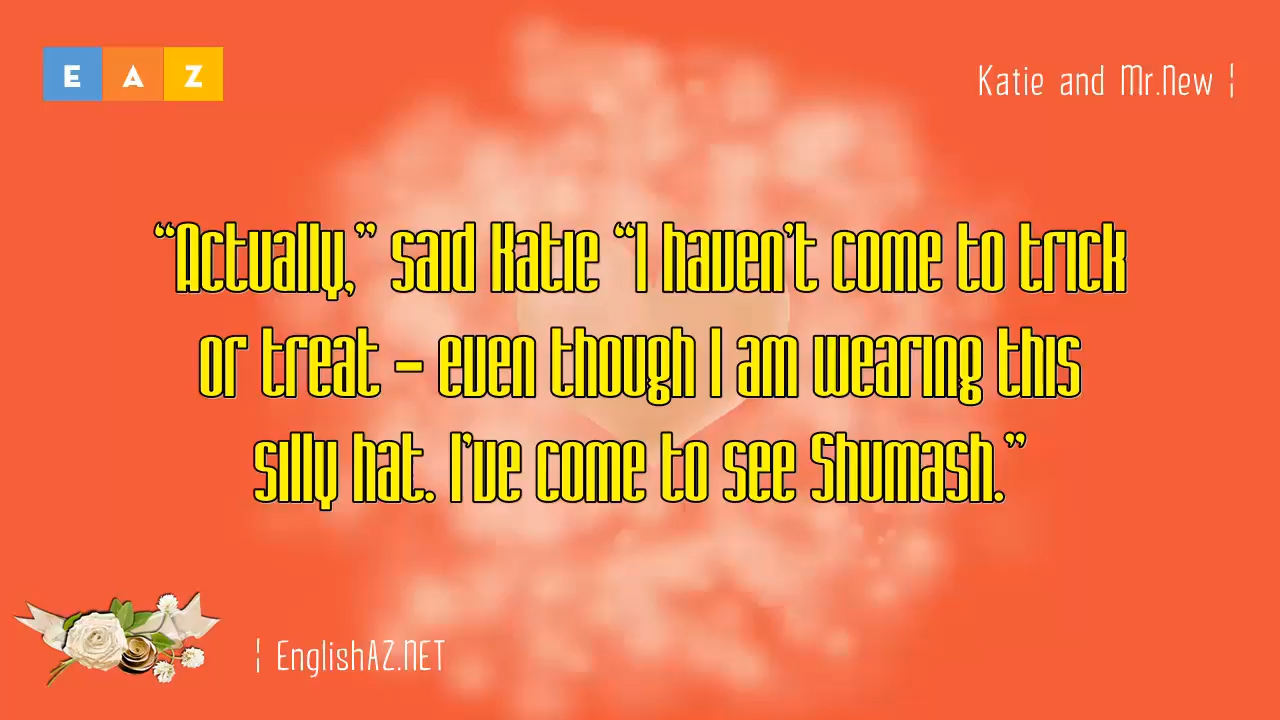 E A Z
Katie and Mr.New ¦
“Actually,” said Katie “I haven’t come to trick
or treat – even though I am wearing this
silly hat. I’ve come to see Shumash.”
¦ EnglishAZ.NET